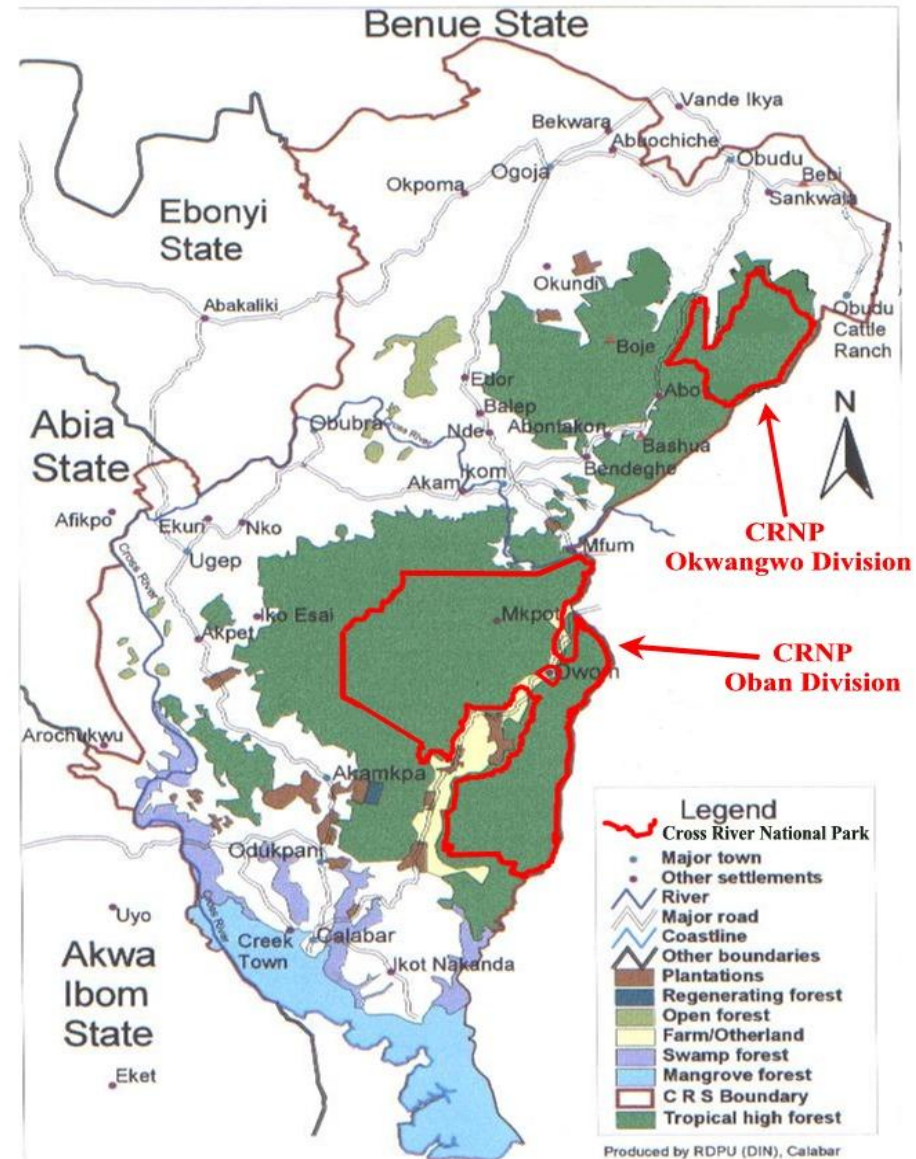 Benue State
Vande Ikya
Bekwara
Abuochiche
Obudu
Ogoja
Bebi
Sankwala
Okpoma
Ebonyi
State
Okundi
Abakaliki
Obudu
Cattle
Ranch
Boje
Edor
Abo
Balep
N
Obubra
Cross River
Nde
Abontakon
Bashua
Abia
State
Ikom
Bendeghe
Akam
Afikpo
Ekuri
Nko
CRNP
Okwangwo Division
Mfum
Ugep
Cross River
Iko Esai
Mkpot
Akpet
CRNP
Oban Division
Owom
Arochukwu
Akamkpa
Odukpani
Cross River
Uyo
Creek
Town
Calabar
Ikot Nakanda
Akwa
Ibom
State
Eket
Legend
Cross River National Park
Major town
Other settlements
River
Major road
Coastline
Other boundaries
Plantations
Regenerating forest
Open forest
Farm/Otherland
Swamp forest
Mangrove forest
C R S Boundary
Tropical high forest
Produced by RDPU (DIN), Calabar